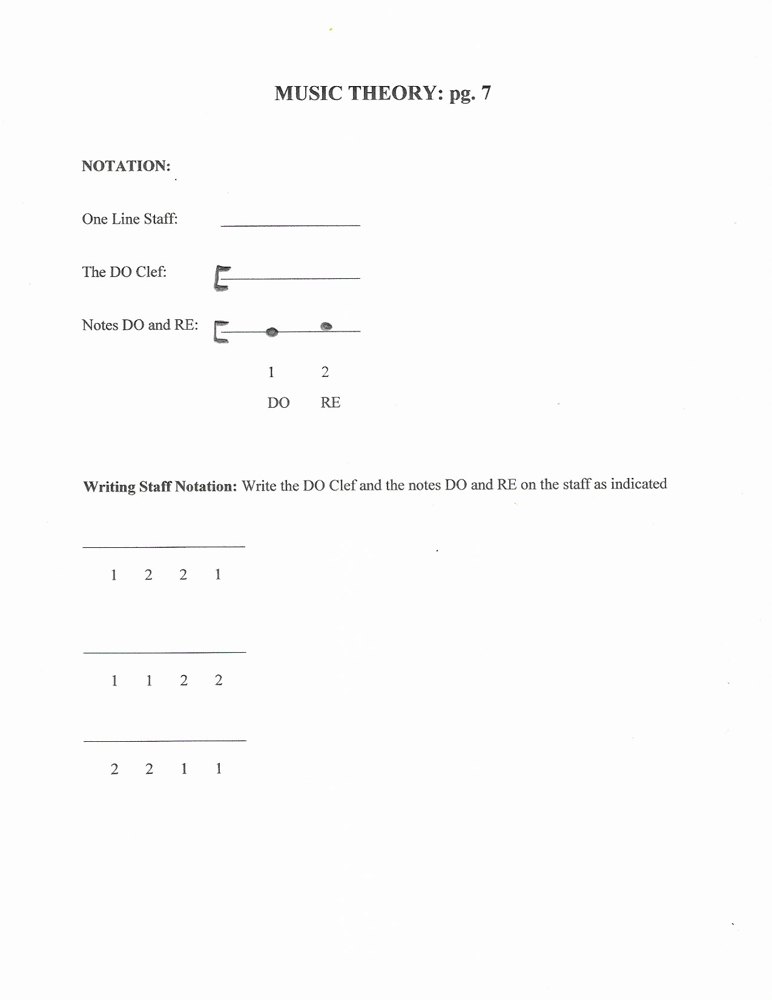 MUSIC THEORY: pg. 7
NOTATION:
One Line Staff:
The DO Clef:
Notes DO and RE:
1 2
DO RE
Writing Staff Notation: Write the DO Clef and the notes DO and RE on the staff as indicated
1 2 2 1
1 1 2 2
2 2 1 1